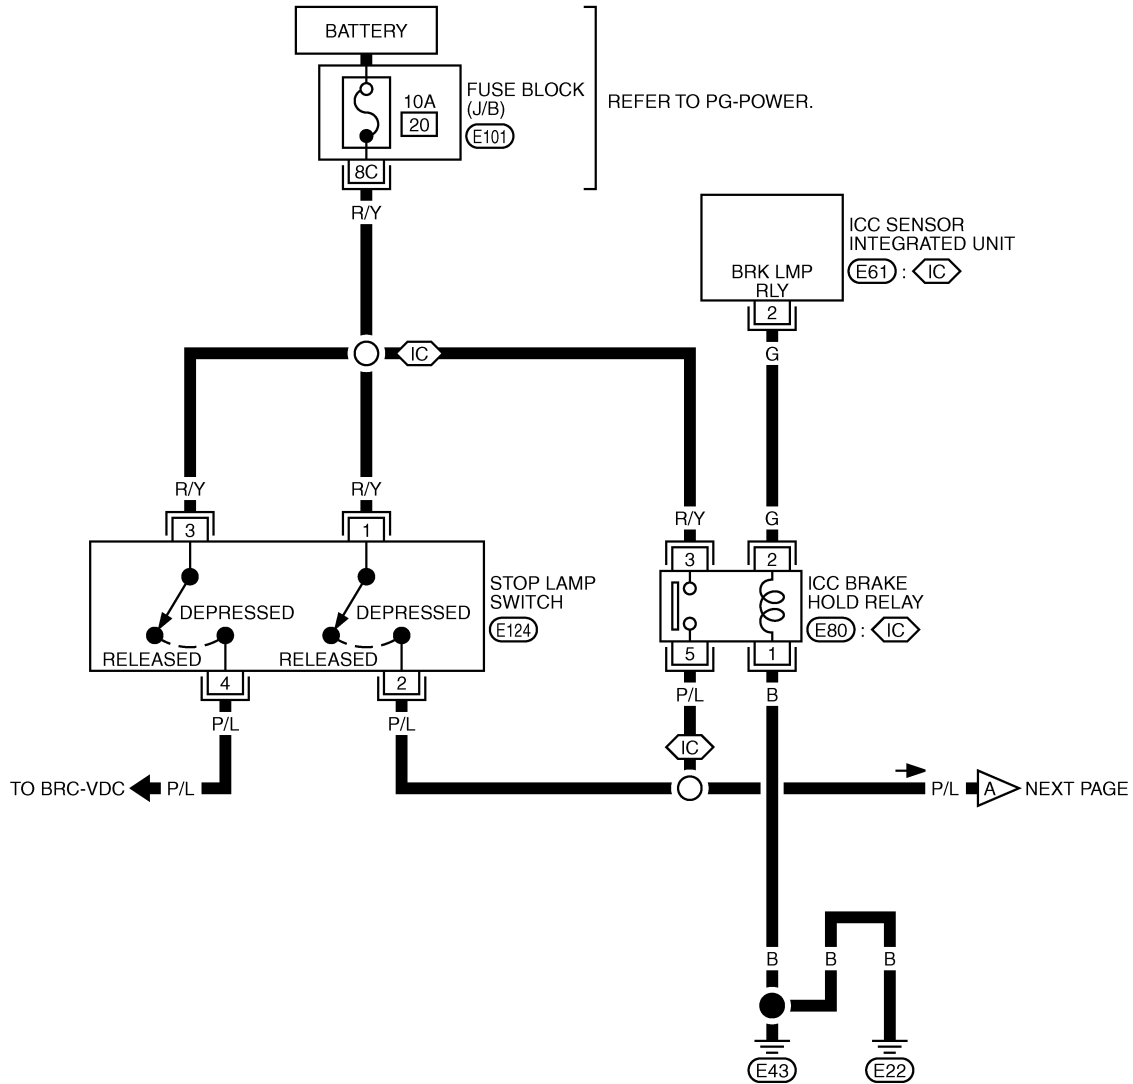 BATTERY
10A
20
FUSE BLOCK
(J/B)
E101
REFER TO PG-POWER.
8C
R/Y
ICC SENSOR
INTEGRATED UNIT
E61 : IC
BRK LMP
RLY
2
G
IC
R/Y
R/Y
R/Y
G
3
1
3
2
STOP LAMP
SWITCH
E124
DEPRESSED
DEPRESSED
RELEASED
RELEASED
ICC BRAKE
HOLD RELAY
E80 : IC
4
2
5
1
P/L
P/L
P/L
B
IC
TO BRC-VDC
P/L
P/L
A
NEXT PAGE
B
B
B
E43
E22